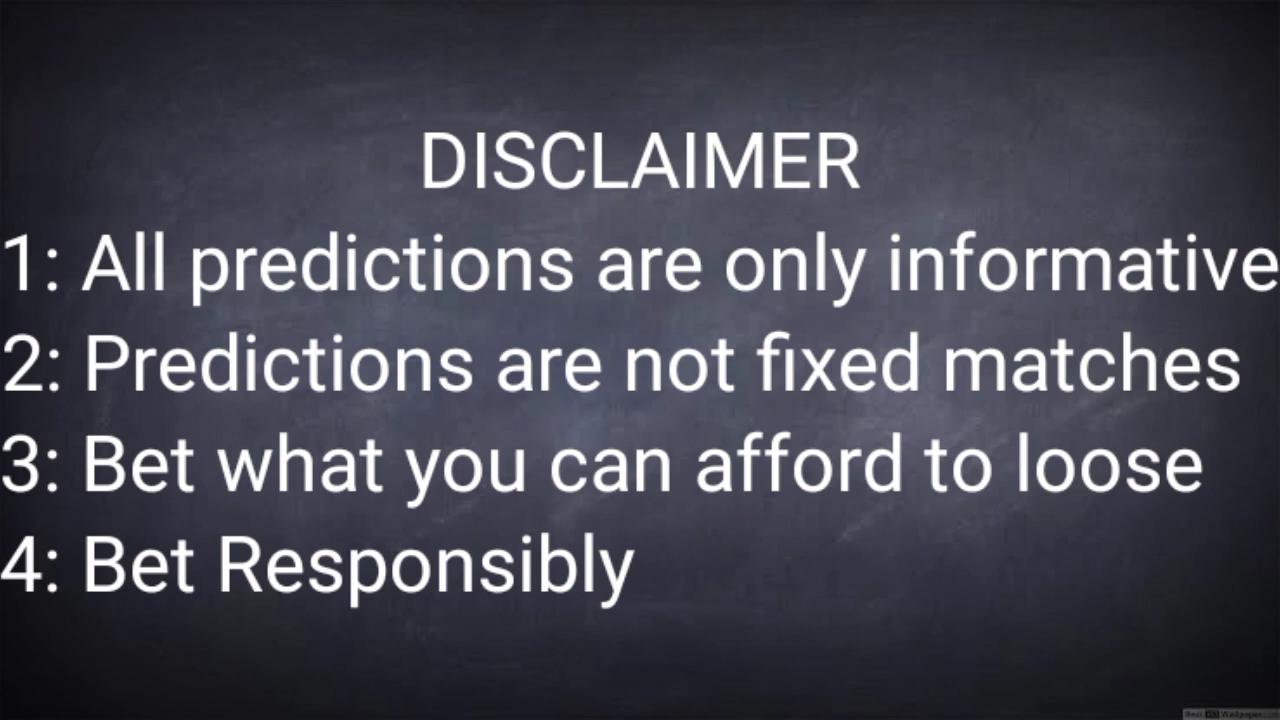 DISCLAIMER
1: All predictions are only informative
2: Predictions are not fixed matches
3: Bet what you can afford to loose
4: Bet Responsibly